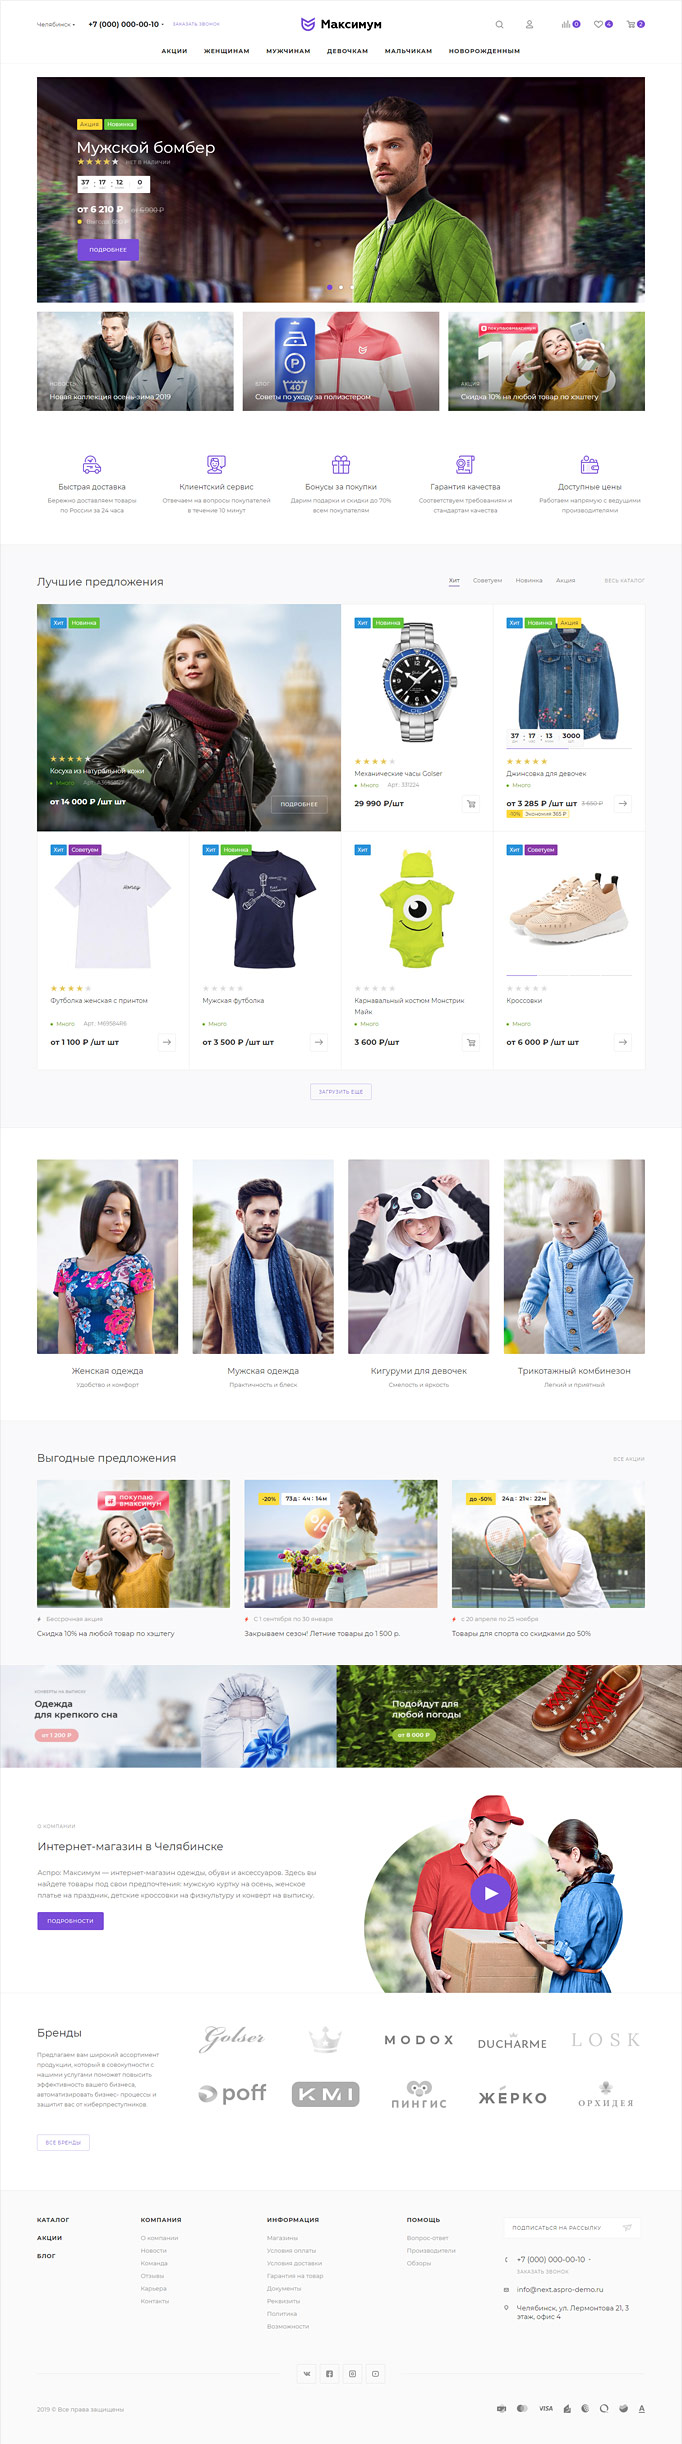 Челябинск
+7 (000) 000-00-10
ЗАКАЗАТЬ ЗВОНОК
Максимум
0
4
2
АКЦИИ
ЖЕНЩИНАМ
МУЖЧИНАМ
ДЕВОЧКАМ
МАЛЬЧИКАМ
НОВОРОЖДЕННЫМ
Акция
Новинка
Мужской бомбер
НЕТ В НАЛИЧИИ
37 : 17 : 12 0
от 6 210 ₽ от 6 900 ₽
ПОДРОБНЕЕ
НОВОСТЬ
Новая коллекция осень-зима 2019
P
40
БЛОГ
Советы по уходу за полиэстером
покупаювмаксимум
АКЦИЯ
Скидка 10% на любой товар по хэштегу
Быстрая доставка
Бережно доставляем товары
по России за 24 часа
Клиентский сервис
Отвечаем на вопросы покупателей
в течение 10 минут
Бонусы за покупки
Дарим подарки и скидки до 70%
всем покупателям
Гарантия качества
Соответствуем требованиям и
стандартам качества
Доступные цены
Работаем напрямую с ведущими
производителями
Лучшие предложения
Хит
Советуем
Новинка
Акция
ВЕСЬ КАТАЛОГ
Хит
Новинка
Косуха из натуральной кожи
Много
от 14 000 ₽ /шт шт
ПОДРОБНЕЕ
Хит
Новинка
Механические часы Golser
Много Арт.: 331224
29 990 ₽/шт
Хит
Новинка
Акция
37 : 17 : 13 3000
Джинсовка для девочек
Много
от 3 285 ₽ /шт шт 3 650 ₽
-10% Экономия 365 ₽
Хит
Советуем
Honey
Футболка женская с принтом
Много Арт.: M69584R6
от 1 100 ₽ /шт шт
Хит
Новинка
Мужская футболка
Много
от 3 500 ₽ /шт шт
Хит
Карнавальный костюм Монстрик
Майк
Много
3 600 ₽/шт
Хит
Советуем
Кроссовки
Много
от 6 000 ₽ /шт шт
ЗАГРУЗИТЬ ЕЩЕ
Женская одежда
Удобство и комфорт
Мужская одежда
Практичность и блеск
Кигуруми для девочек
Смелость и яркость
Трикотажный комбинезон
Легкий и приятный
Выгодные предложения
ВСЕ АКЦИИ
покупаю
вмаксимум
Бессрочная акция
Скидка 10% на любой товар по хэштегу
-20% 73д : 4ч : 14м
%
С 1 сентября по 30 января
Закрываем сезон! Летние товары до 1 500 р.
до -50% 24д : 21ч : 22м
с 20 апреля по 25 ноября
Товары для спорта со скидками до 50%
КОНВЕРТЫ НА ВЫПИСКУ
Одежда
для крепкого сна
от 1 200 ₽
Подойдут для
любой погоды
от 8 000 ₽
О КОМПАНИИ
Интернет-магазин в Челябинске
Аспро: Максимум — интернет-магазин одежды, обуви и аксессуаров. Здесь вы
найдете товары под свои предпочтения: мужскую куртку на осень, женское
платье на праздник, детские кроссовки на физкультуру и конверт на выписку.
ПОДРОБНОСТИ
Бренды
Предлагаем вам широкий ассортимент
продукции, который в совокупности с
нашими услугами поможет повысить
эффективность вашего бизнеса,
автоматизировать бизнес- процессы и
защитит вас от киберпреступников.
ВСЕ БРЕНДЫ
Golser
MODOX
DUCHARME
LOSK
poff
KMI
ПИНГИС
ЖЕРКО
ОРХИДЕЯ
КАТАЛОГ
АКЦИИ
БЛОГ
КОМПАНИЯ
О компании
Новости
Команда
Отзывы
Карьера
Контакты
ИНФОРМАЦИЯ
Магазины
Условия оплаты
Условия доставки
Гарантия на товар
Документы
Реквизиты
Политика
Возможности
ПОМОЩЬ
Вопрос-ответ
Производители
Обзоры
ПОДПИСАТЬСЯ НА РАССЫЛКУ
+7 (000) 000-00-10
ЗАКАЗАТЬ ЗВОНОК
info@next.aspro-demo.ru
Челябинск, ул. Лермонтова 21, 3
этаж, офис 4
2019 © Все права защищены
VISA